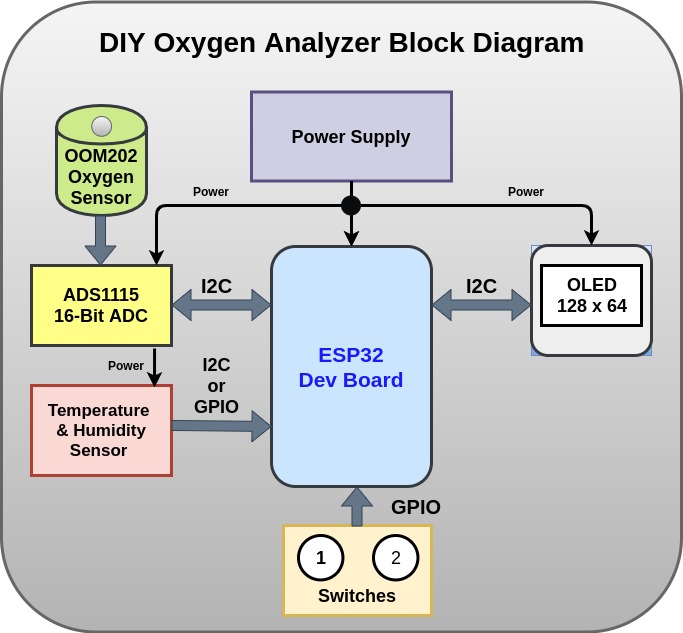 DIY Oxygen Analyzer Block Diagram
Power Supply
OOM202
Oxygen
Sensor
Power
Power
ADS1115
16-Bit ADC
I2C
I2C
OLED
128 x 64
ESP32
Dev Board
Power
I2C
or
GPIO
Temperature
& Humidity
Sensor
GPIO
1
2
Switches